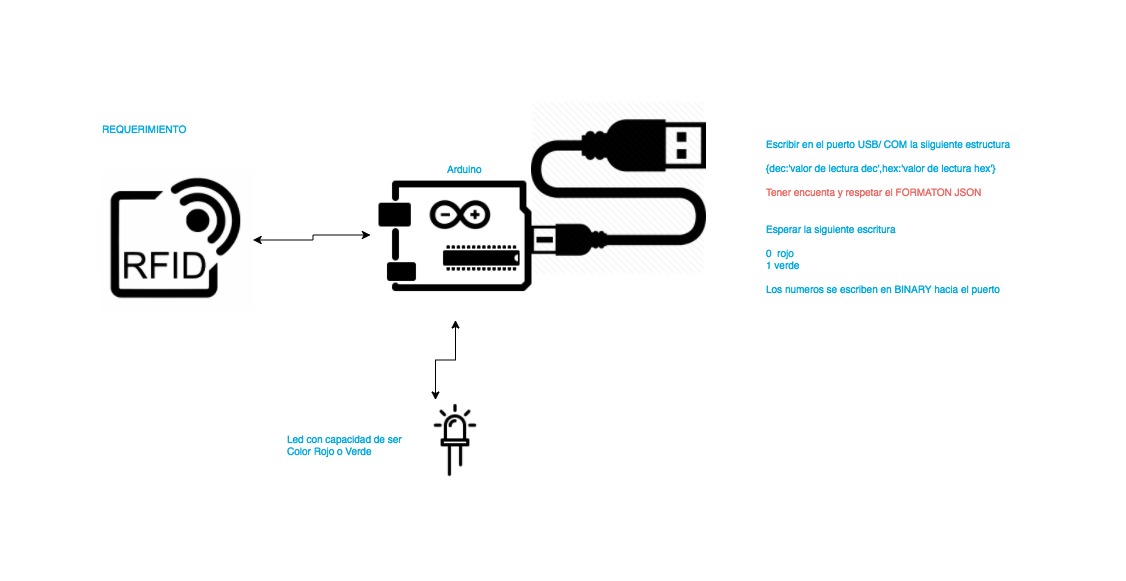 REQUERIMIENTO
RFID
Arduino
Escribir en el puerto USB/ COM la siiguiente estructura
{dec:'valor de lectura dec',hex:'valor de lectura hex'}
Tener encuenta y respetar el FORMATON JSON
Esperar la siguiente escritura
0 rojo
1 verde
Los numeros se escriben en BINARY hacia el puerto
Led con capacidad de ser
Color Rojo o Verde